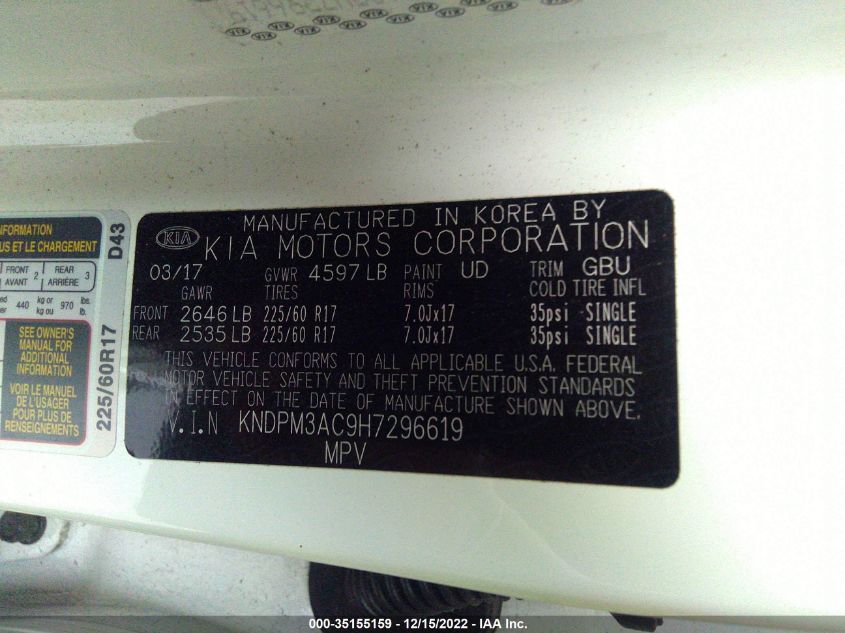 KIA
MANUFACTURED IN KOREA BY
KIA MOTORS CORPORATION
03/17 GVWR 4597 LB PAINT UD TRIM GBU
GAWR TIRES RIMS COLD TIRE INFL
FRONT 2646 LB 225/60 R17 7.0Jx17 35psi SINGLE
REAR 2535 LB 225/60 R17 7.0Jx17 35psi SINGLE
THIS VEHICLE CONFORMS TO ALL APPLICABLE U.S.A. FEDERAL
MOTOR VEHICLE SAFETY AND THEFT PREVENTION STANDARDS
IN EFFECT ON THE DATE OF MANUFACTURE SHOWN ABOVE.
V.I.N KNDPM3AC9H7296619
MPV
INFORMATION
US ET LE CHARGEMENT
FRONT 2 REAR 3
AVANT ARRIÈRE
440 kg or kg ou 970 lbs. lb.
SEE OWNER'S
MANUAL FOR
ADDITIONAL
INFORMATION
VOIR LE MANUEL
DE L'USAGER
POUR PLUS DE
RENSEIGNEMENTS
225/60R17 D43
000-35155159 - 12/15/2022 - IAA Inc.